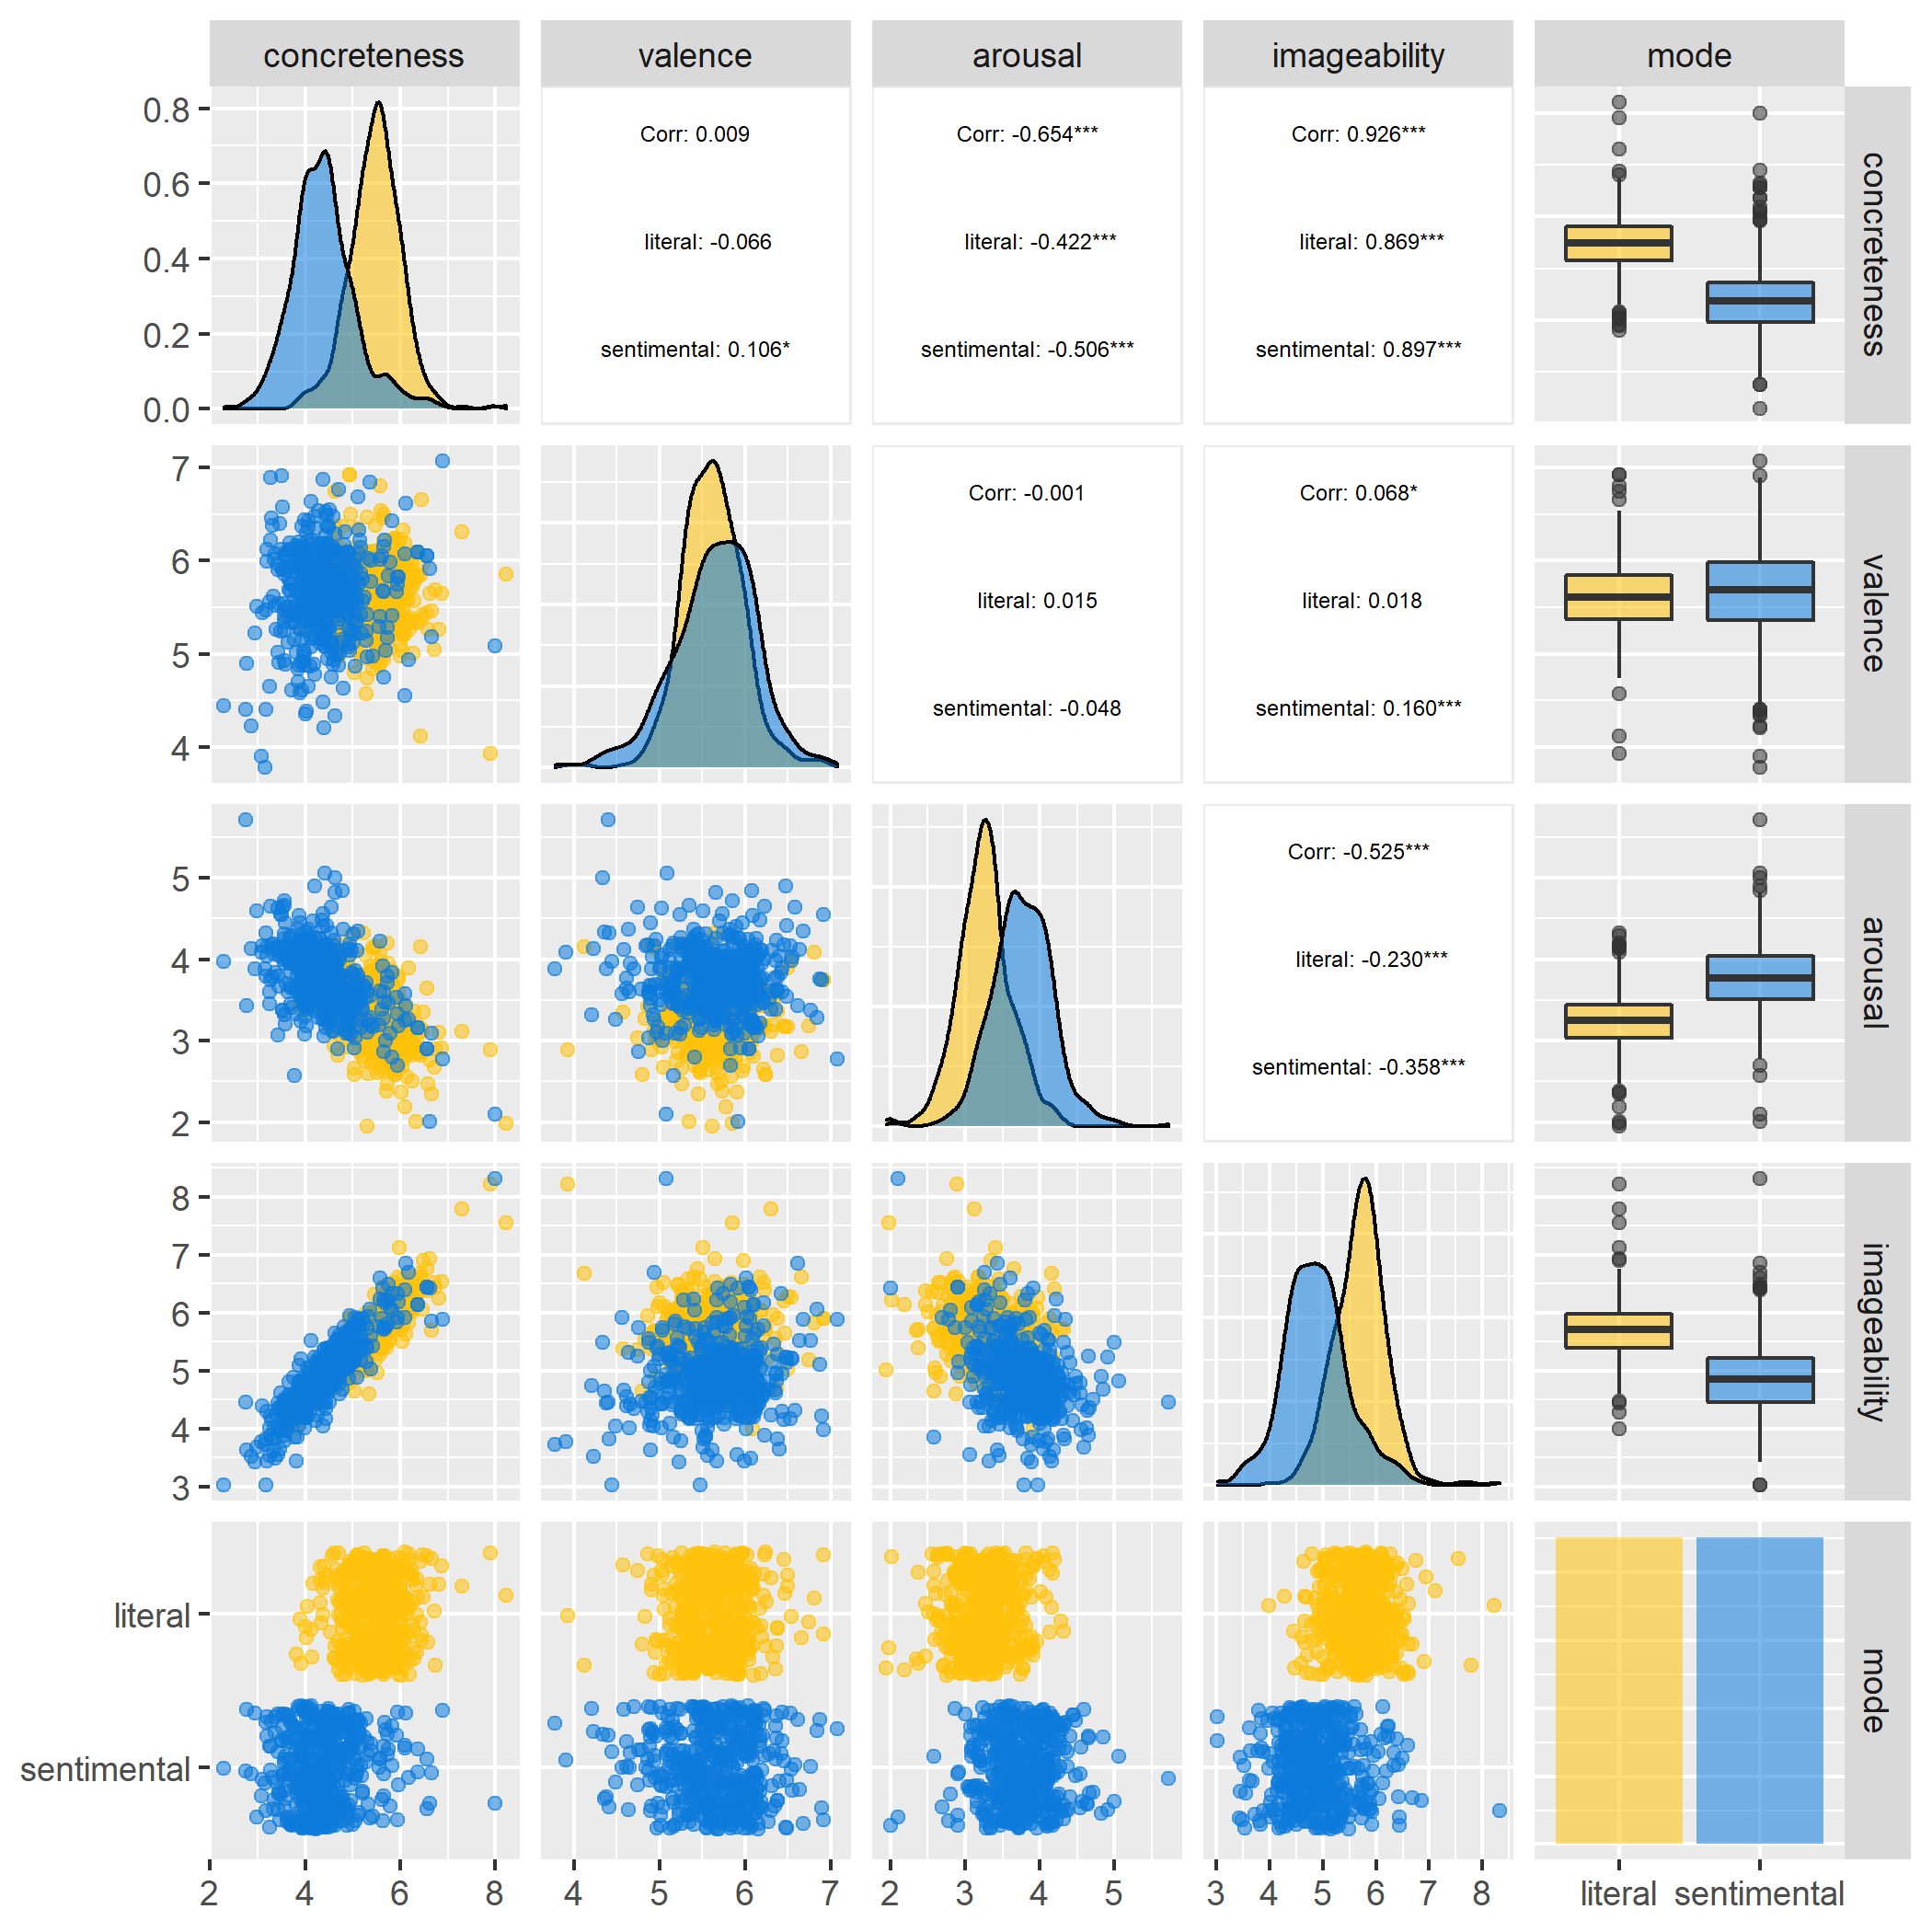 concreteness valence arousal imageability mode
0.8
0.6
0.4
0.2
0.0
Corr: 0.009
literal: -0.066
sentimental: 0.106*
Corr: -0.654***
literal: -0.422***
sentimental: -0.506***
Corr: 0.926***
literal: 0.869***
sentimental: 0.897***
concreteness
7
6
5
4
Corr: -0.001
literal: 0.015
sentimental: -0.048
Corr: 0.068*
literal: 0.018
sentimental: 0.160***
valence
5
4
3
2
Corr: -0.525***
literal: -0.230***
sentimental: -0.358***
arousal
8
7
6
5
4
3
imageability
literal
sentimental
mode
2 4 6 8
4 5 6 7
2 3 4 5
3 4 5 6 7 8
literal sentimental